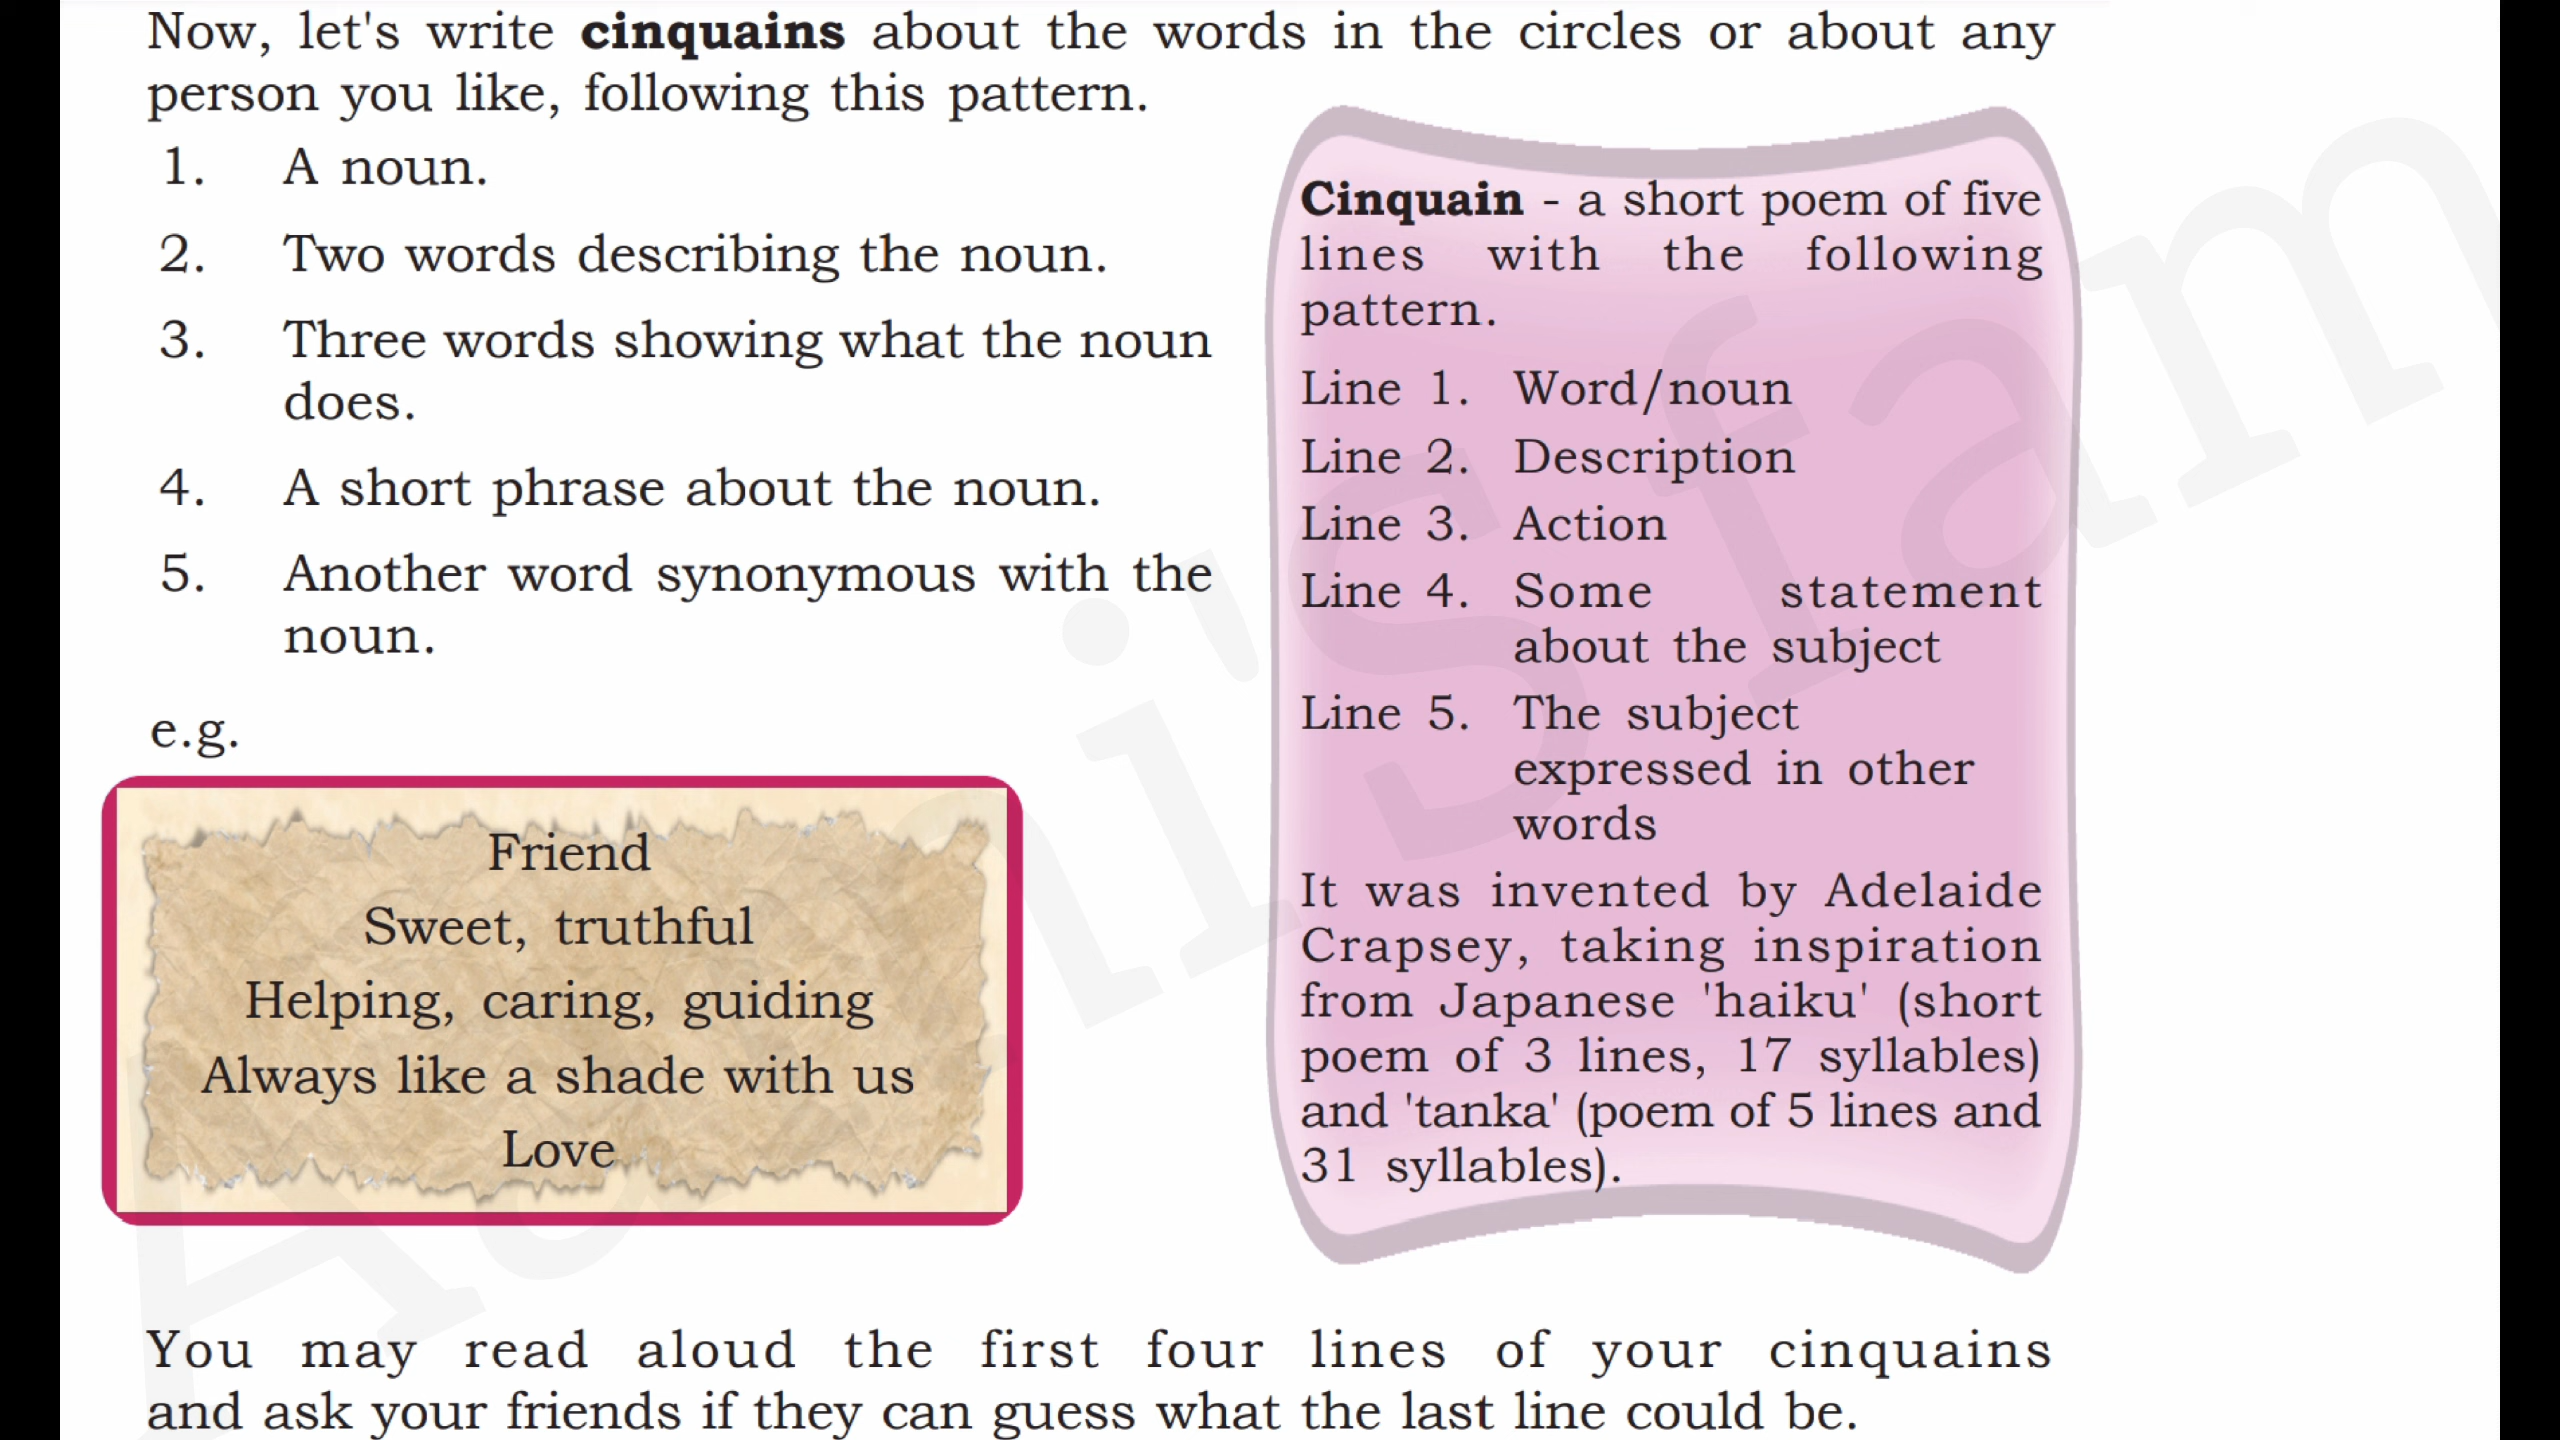 Now, let's write cinquains about the words in the circles or about any
person you like, following this pattern.
1. A noun.
2. Two words describing the noun.
3. Three words showing what the noun
does.
4. A short phrase about the noun.
5. Another word synonymous with the
noun.
e.g.
Friend
Sweet, truthful
Helping, caring, guiding
Always like a shade with us
Love
Cinquain - a short poem of five
lines with the following
pattern.
Line 1. Word/noun
Line 2. Description
Line 3. Action
Line 4. Some statement
about the subject
Line 5. The subject
expressed in other
words
It was invented by Adelaide
Crapsey, taking inspiration
from Japanese 'haiku' (short
poem of 3 lines, 17 syllables)
and 'tanka' (poem of 5 lines and
31 syllables).
You may read aloud the first four lines of your cinquains
and ask your friends if they can guess what the last line could be.